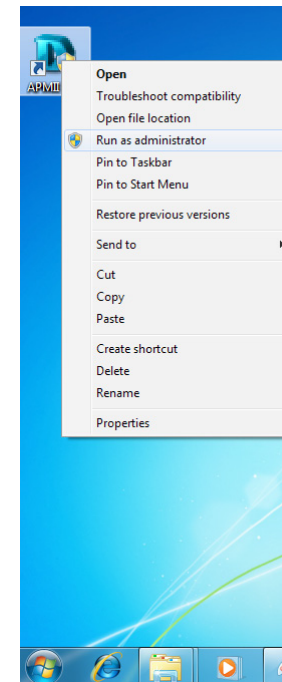 APMII
Open
Troubleshoot compatibility
Open file location
Run as administrator
Pin to Taskbar
Pin to Start Menu
Restore previous versions
Send to
Cut
Copy
Paste
Create shortcut
Delete
Rename
Properties